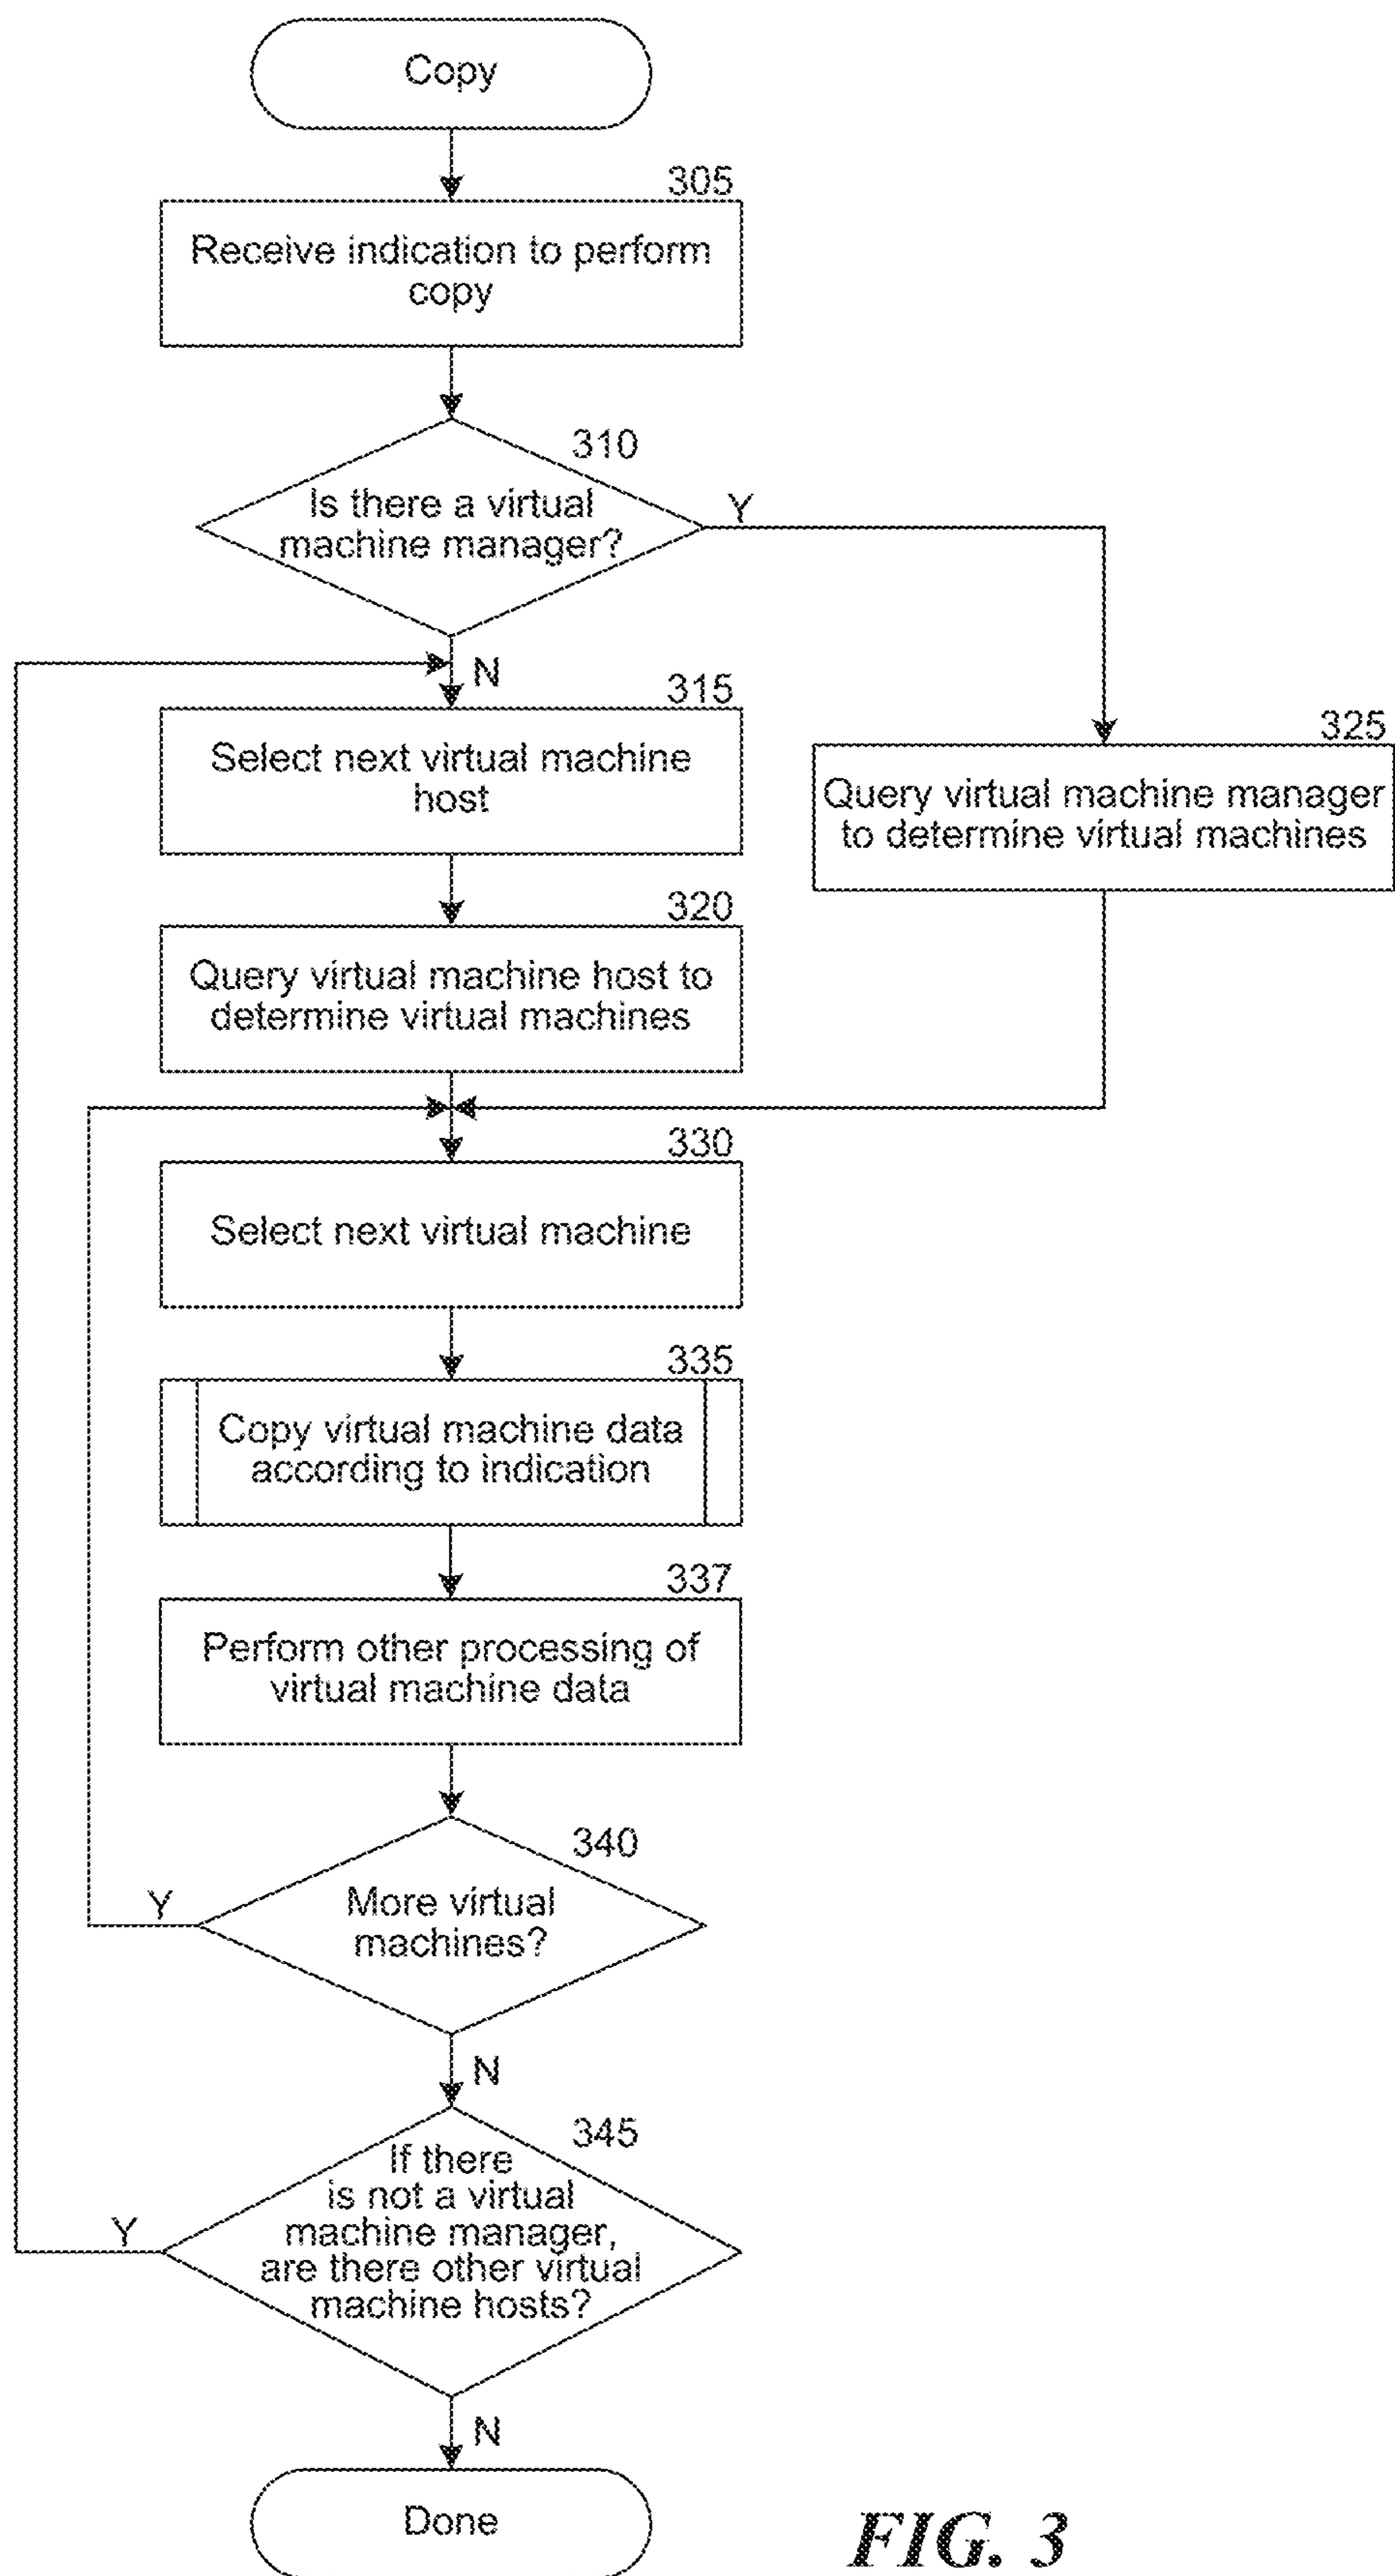 Copy
305
Receive indication to perform
copy
310
Is there a virtual
machine manager?
Y
N
315
Select next virtual machine
host
325
Query virtual machine manager
to determine virtual machines
320
Query virtual machine host to
determine virtual machines
330
Select next virtual machine
335
Copy virtual machine data
according to indication
337
Perform other processing of
virtual machine data
340
More virtual
machines?
Y
N
345
If there
is not a virtual
machine manager,
are there other virtual
machine hosts?
Y
N
Done
FIG. 3